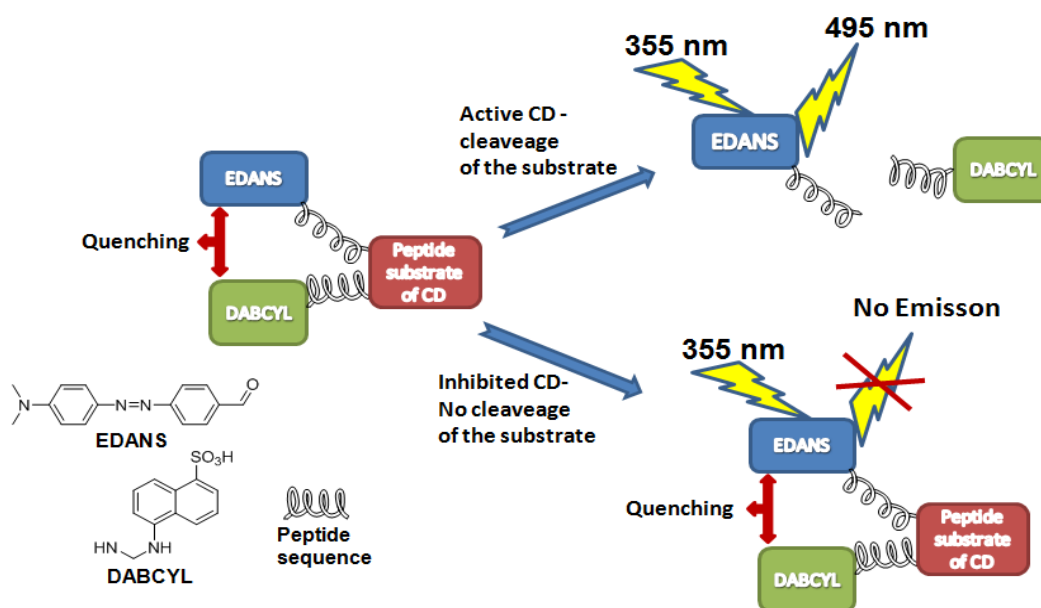 355 nm
495 nm
Active CD -
cleaveage
of the substrate
EDANS
DABCYL
EDANS
Quenching
DABCYL
Peptide
substrate
of CD
Inhibited CD-
No cleaveage
of the substrate
355 nm
No Emisson
EDANS
Quenching
DABCYL
Peptide
substrate
of CD
N
N=N
O
EDANS
SO3H
HN
NH
DABCYL
Peptide
sequence